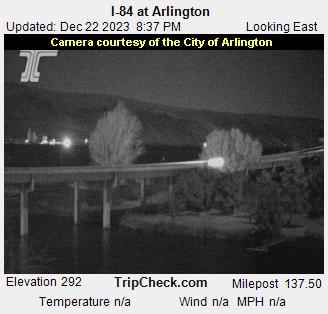 I-84 at Arlington
Updated: Dec 22 2023 8:37 PM Looking East
Camera courtesy of the City of Arlington
Elevation 292 TripCheck.com Milepost 137.50
Temperature n/a Wind n/a MPH n/a